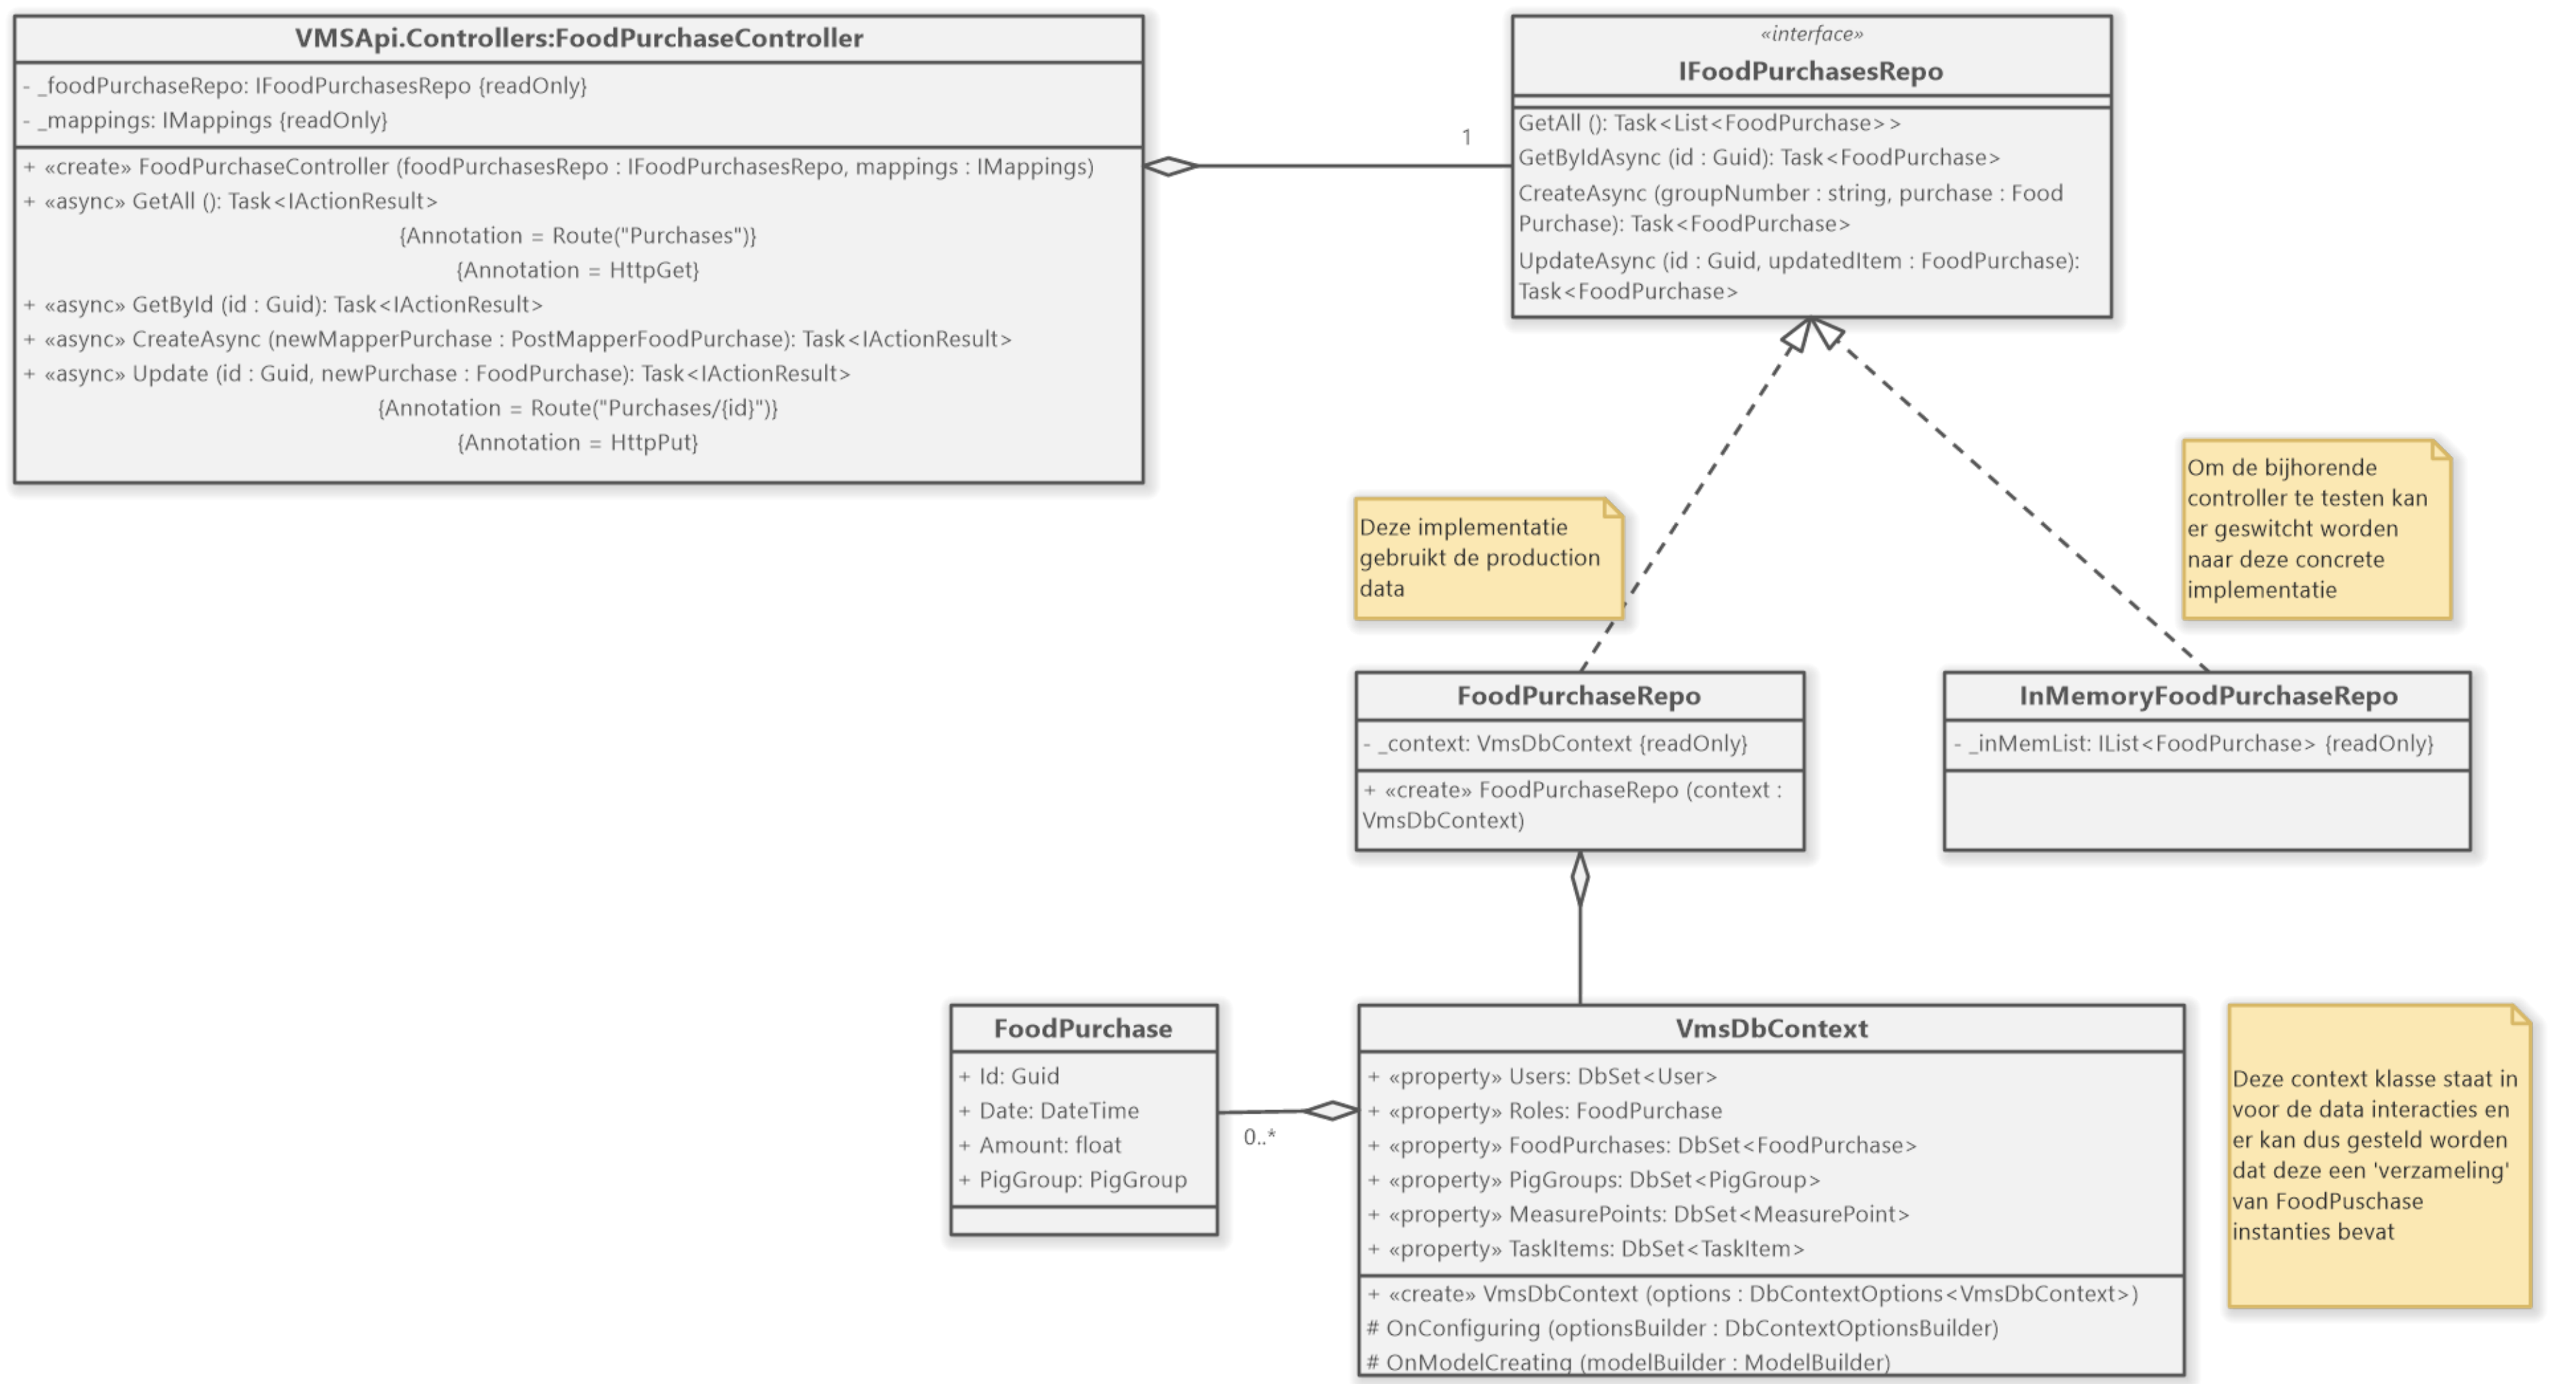 VMSApi.Controllers:FoodPurchaseController
- _foodPurchaseRepo: IFoodPurchasesRepo {readOnly}
- _mappings: IMappings {readOnly}
+ «create» FoodPurchaseController (foodPurchasesRepo : IFoodPurchasesRepo, mappings : IMappings)
+ «async» GetAll (): Task<IActionResult>
{Annotation = Route("Purchases")}
{Annotation = HttpGet}
+ «async» GetById (id : Guid): Task<IActionResult>
+ «async» CreateAsync (newMapperPurchase : PostMapperFoodPurchase): Task<IActionResult>
+ «async» Update (id : Guid, newPurchase : FoodPurchase): Task<IActionResult>
{Annotation = Route("Purchases/{id}")}
{Annotation = HttpPut}
1
«interface»
IFoodPurchasesRepo
GetAll (): Task<List<FoodPurchase>>
GetByIdAsync (id : Guid): Task<FoodPurchase>
CreateAsync (groupNumber : string, purchase : Food
Purchase): Task<FoodPurchase>
UpdateAsync (id : Guid, updatedItem : FoodPurchase):
Task<FoodPurchase>
Deze implementatie
gebruikt de production
data
Om de bijhorende
controller te testen kan
er geswitcht worden
naar deze concrete
implementatie
FoodPurchaseRepo
- _context: VmsDbContext {readOnly}
+ «create» FoodPurchaseRepo (context :
VmsDbContext)
InMemoryFoodPurchaseRepo
- _inMemList: IList<FoodPurchase> {readOnly}
FoodPurchase
+ Id: Guid
+ Date: DateTime
+ Amount: float
+ PigGroup: PigGroup
0..*
VmsDbContext
+ «property» Users: DbSet<User>
+ «property» Roles: FoodPurchase
+ «property» FoodPurchases: DbSet<FoodPurchase>
+ «property» PigGroups: DbSet<PigGroup>
+ «property» MeasurePoints: DbSet<MeasurePoint>
+ «property» TaskItems: DbSet<TaskItem>
+ «create» VmsDbContext (options : DbContextOptions<VmsDbContext>)
# OnConfiguring (optionsBuilder : DbContextOptionsBuilder)
# OnModelCreating (modelBuilder : ModelBuilder)
Deze context klasse staat in
voor de data interacties en
er kan dus gesteld worden
dat deze een 'verzameling'
van FoodPuschase
instanties bevat